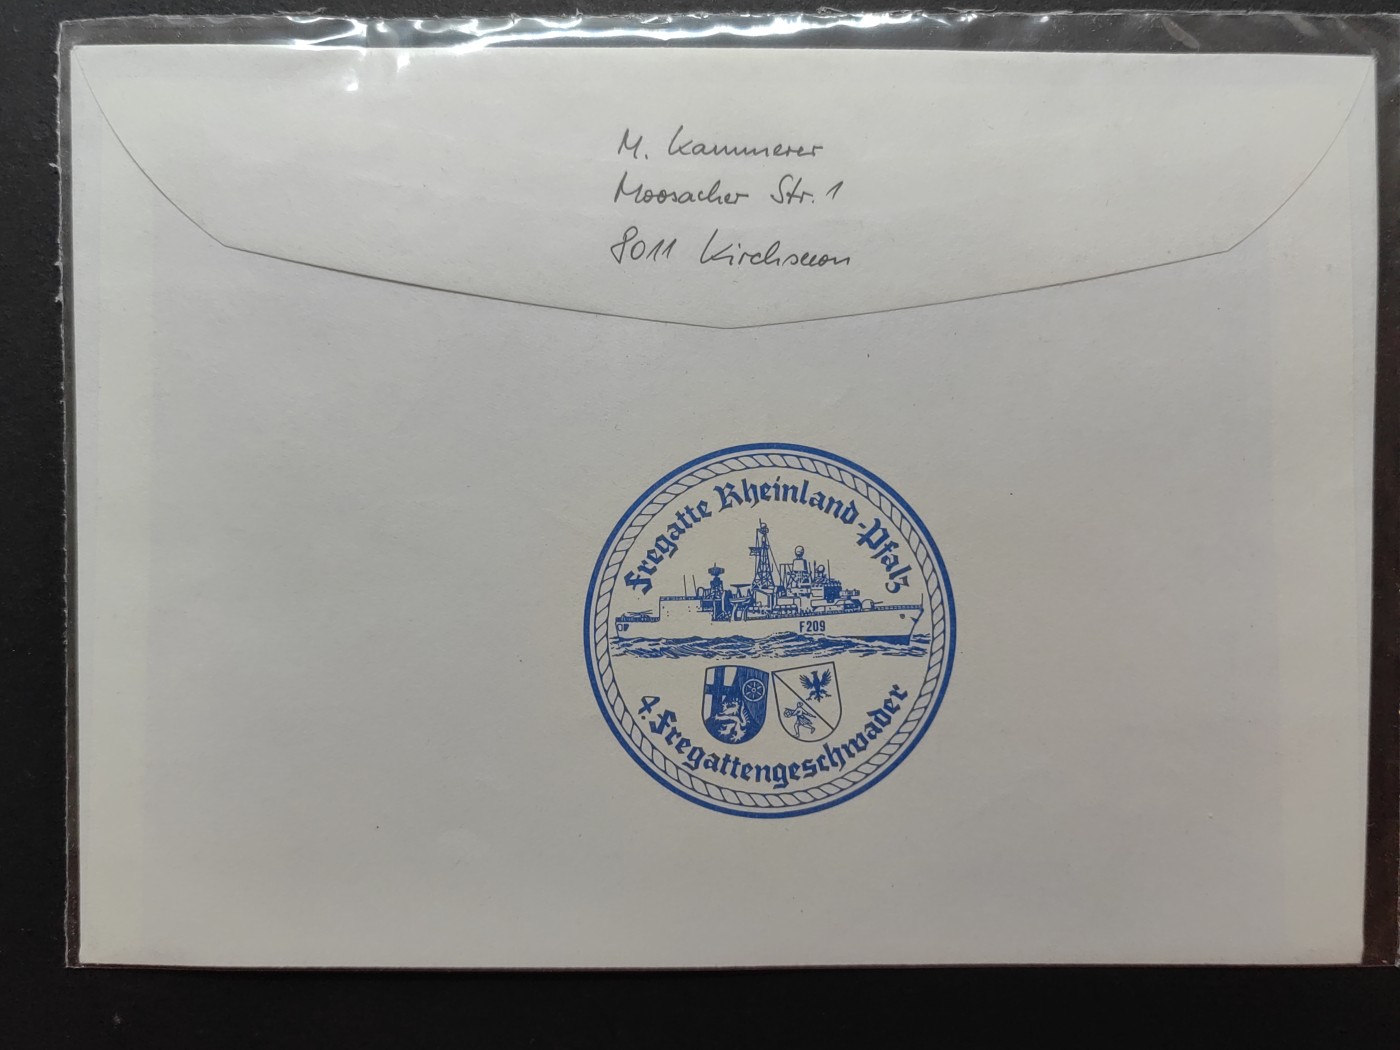 M. Kammerer
Moosacher Str. 1
8011 Kirchseeon
Fregatte Rheinland-Pfalz
F209
4. Fregattengeschwader